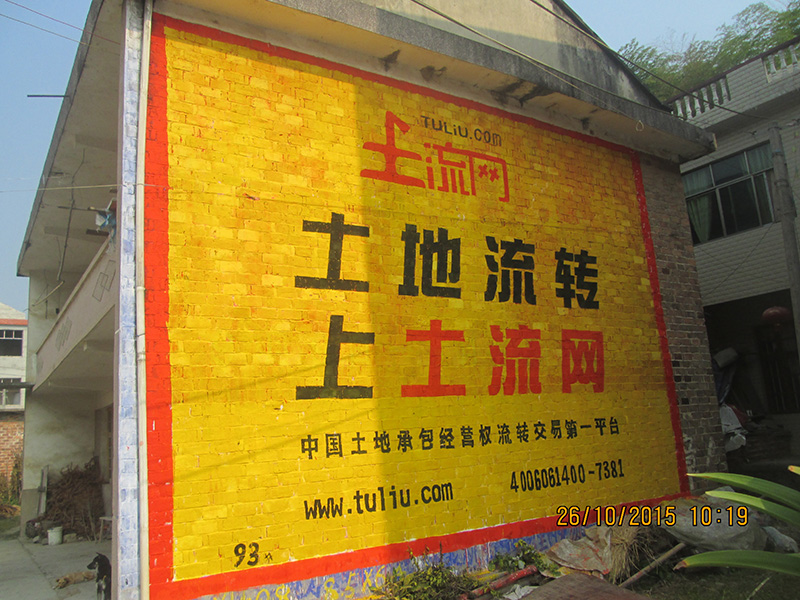 TULIU.com
土流网
土地流转
上土流网
中国土地承包经营权流转交易第一平台
www.tuliu.com
4006061400-7381
93
26/10/2015 10:19